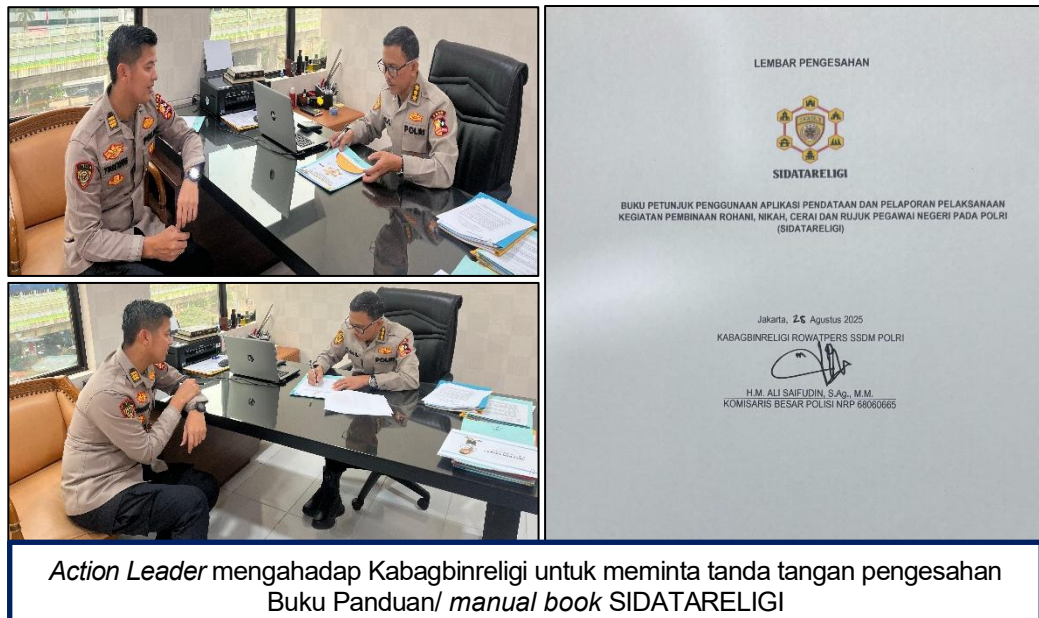 POLRI
POLRI
LEMBAR PENGESAHAN
SIDATARELIGI
BUKU PETUNJUK PENGGUNAAN APLIKASI PENDATAAN DAN PELAPORAN PELAKSANAAN
KEGIATAN PEMBINAAN ROHANI, NIKAH, CERAI DAN RUJUK PEGAWAI NEGERI PADA POLRI
(SIDATARELIGI)
Jakarta, 25 Agustus 2025
KABAGBINRELIGI ROWATPERS SSDM POLRI
H.M. ALI SAIFUDIN, S.Ag., M.M.
KOMISARIS BESAR POLISI NRP 68060665
Action Leader mengahadap Kabagbinreligi untuk meminta tanda tangan pengesahan
Buku Panduan/ manual book SIDATARELIGI